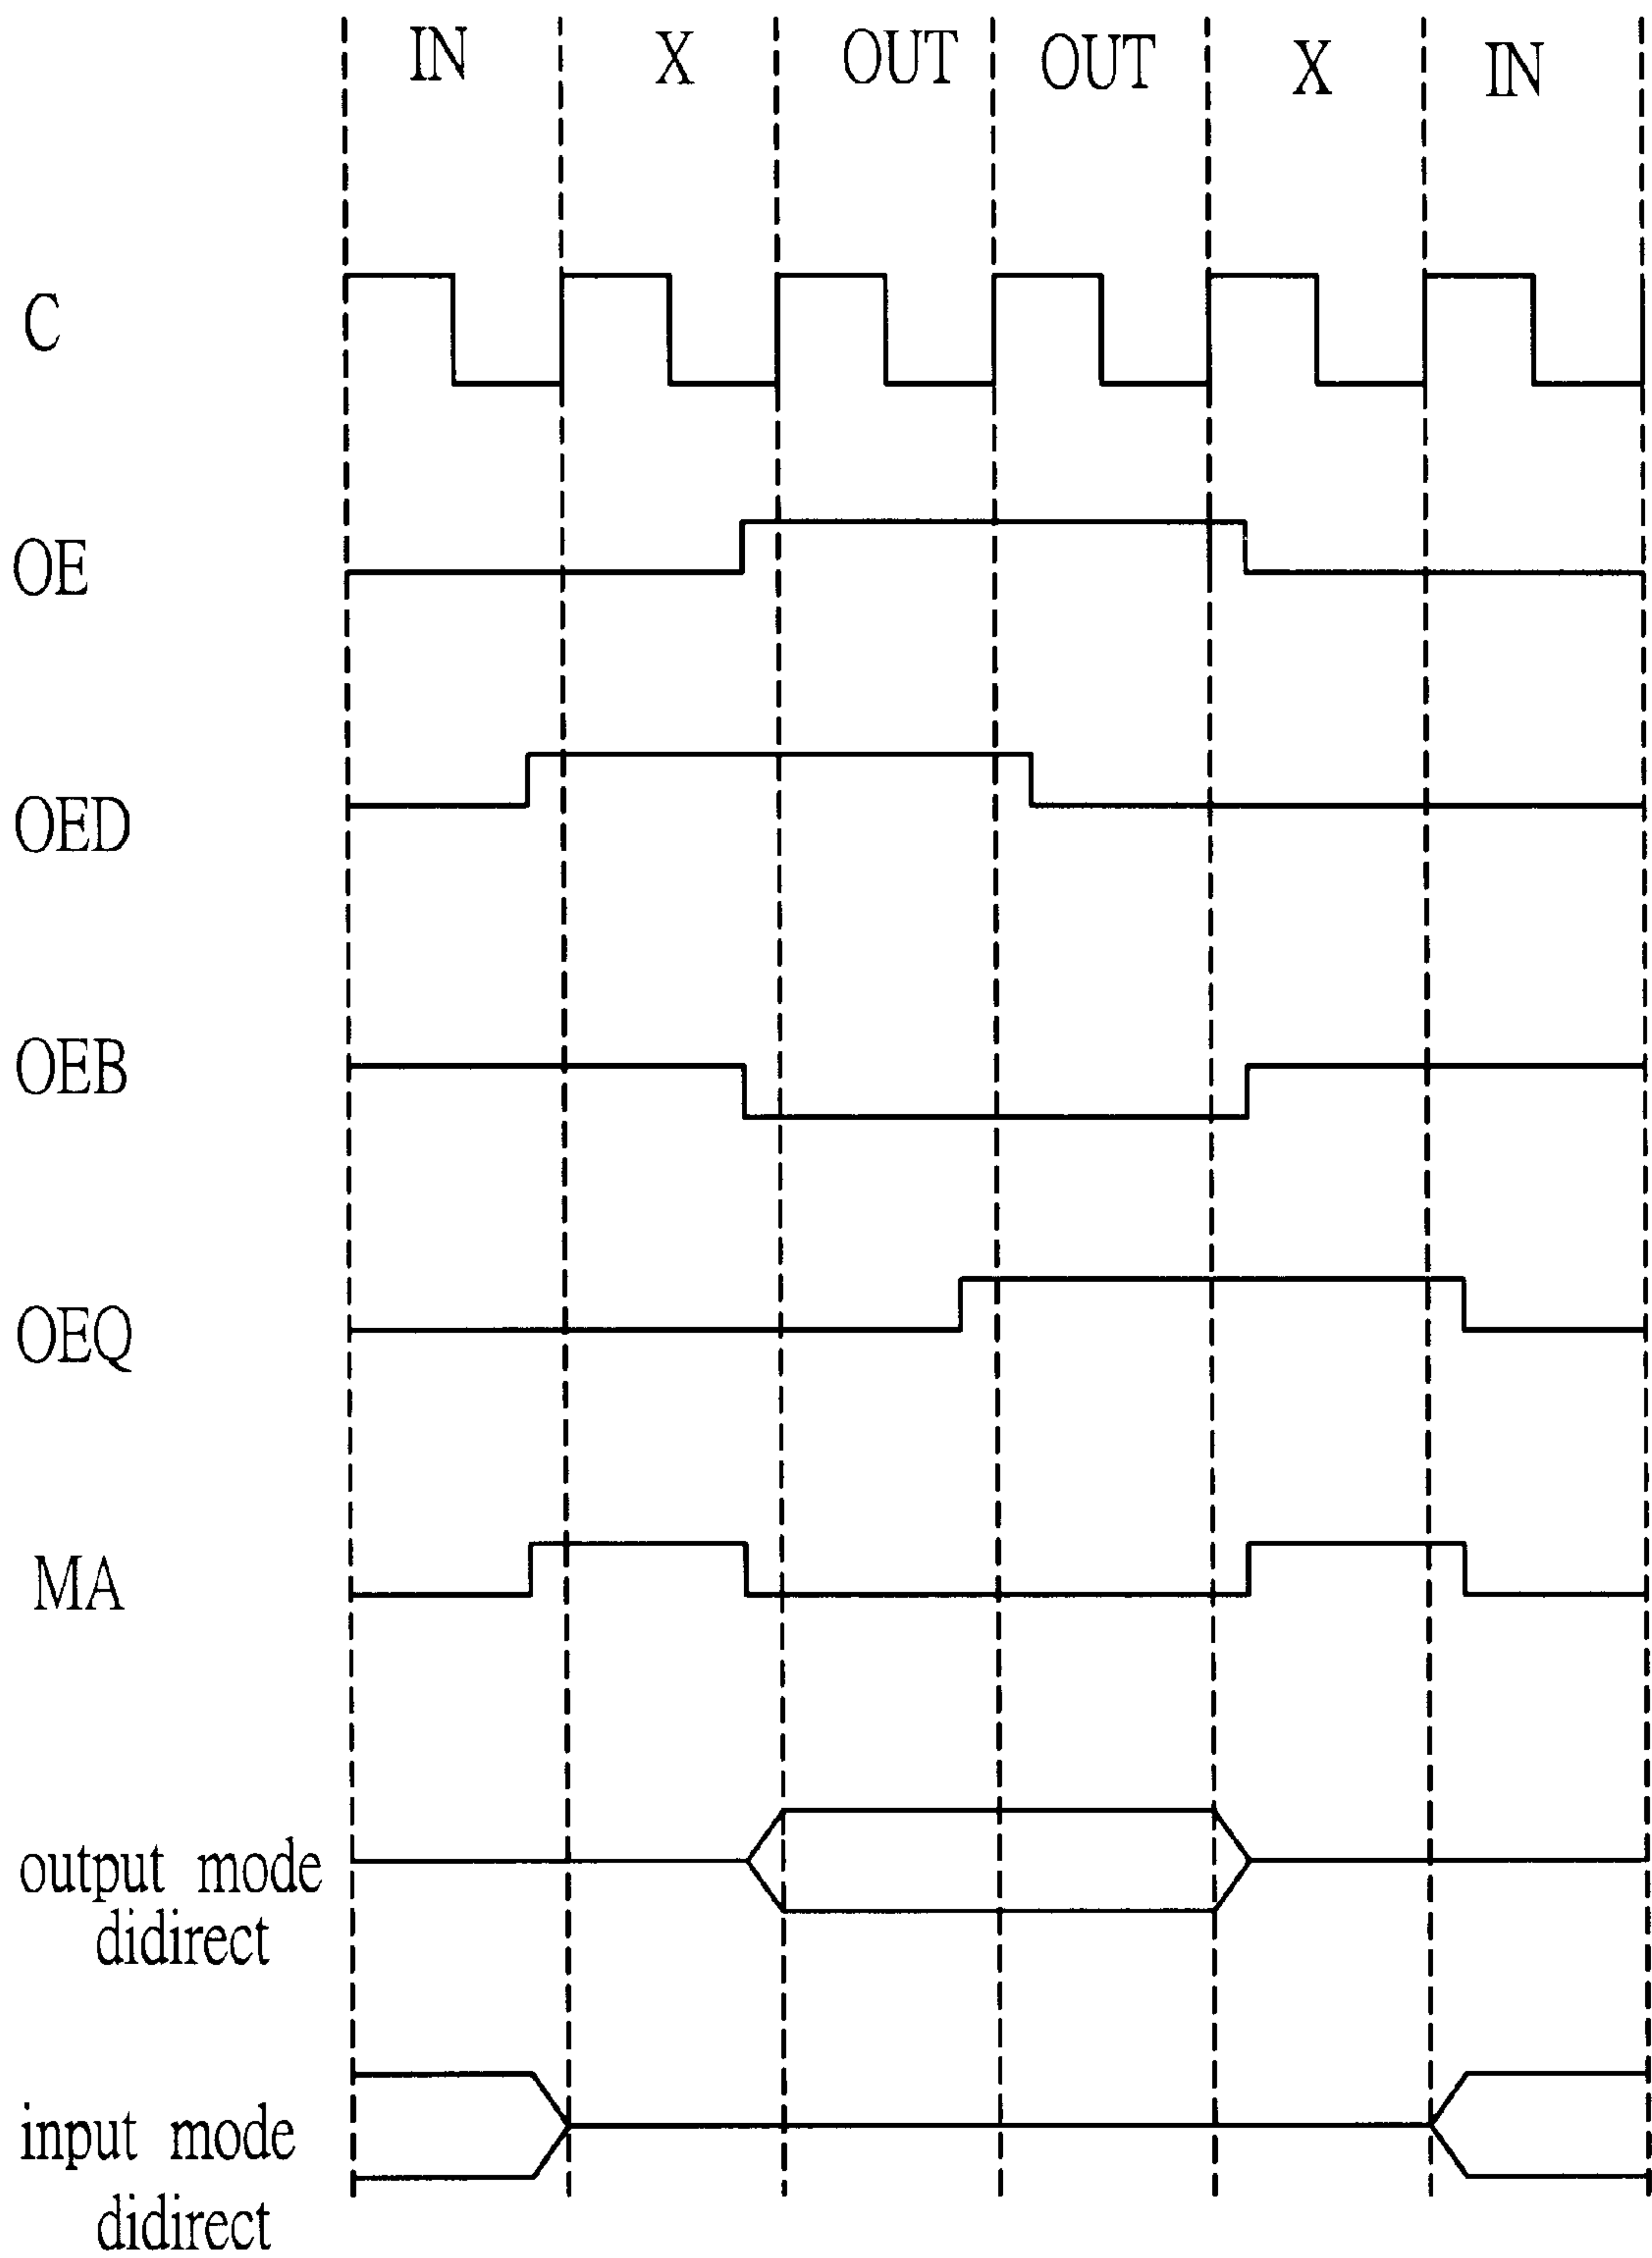 IN X OUT OUT X IN
C
OE
OED
OEB
OEQ
MA
output mode
didirect
input mode
didirect